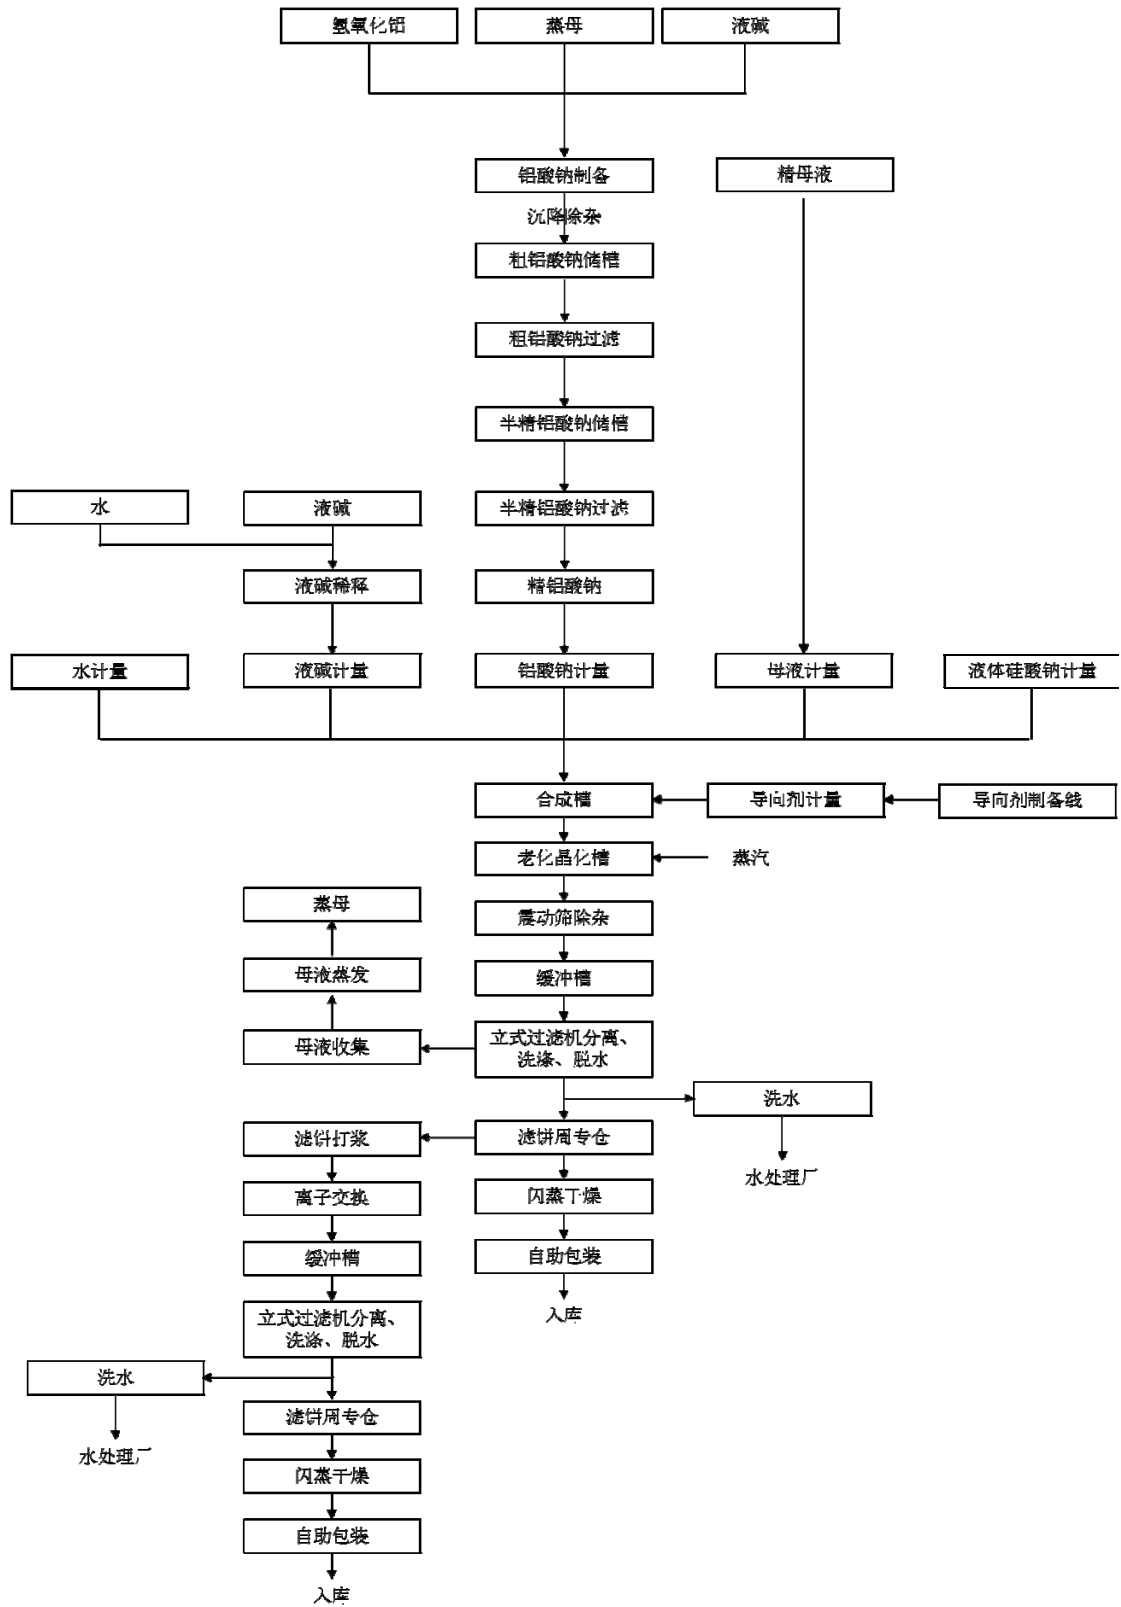 氢氧化铝
蒸母
液碱
铝酸钠制备
精母液
沉降除杂
粗铝酸钠储槽
粗铝酸钠过滤
半精铝酸钠储槽
水
液碱
半精铝酸钠过滤
液碱稀释
精铝酸钠
水计量
液碱计量
铝酸钠计量
母液计量
液体硅酸钠计量
合成槽
导向剂计量
导向剂制备线
老化晶化槽
蒸汽
蒸母
震动筛除杂
母液蒸发
缓冲槽
母液收集
立式过滤机分离、
洗涤、脱水
洗水
滤饼打浆
滤饼周专仓
水处理厂
离子交换
闪蒸干燥
缓冲槽
自助包装
入库
立式过滤机分离、
洗涤、脱水
洗水
滤饼周专仓
水处理厂
闪蒸干燥
自助包装
入库